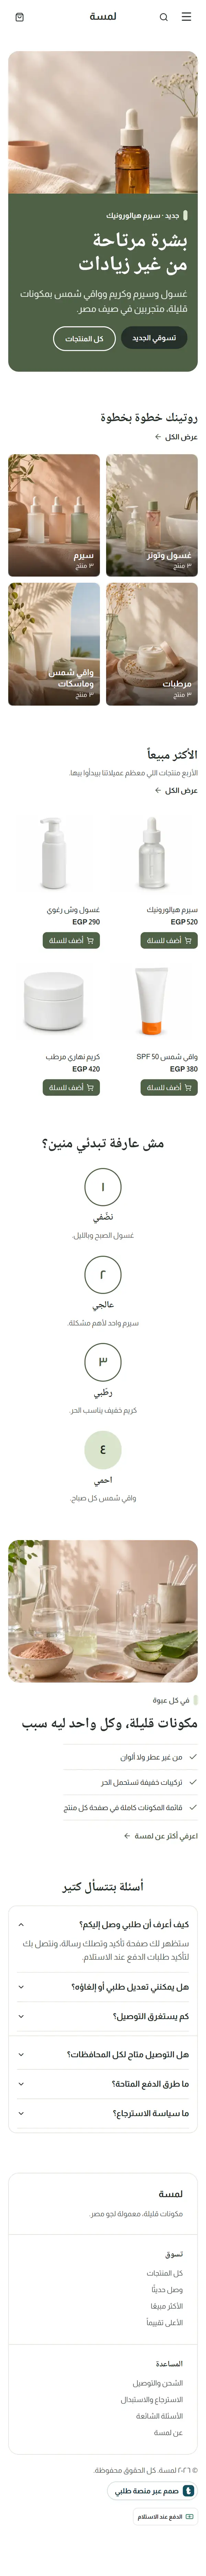 لمسة
جديد · سيرم هيالورونيك
بشرة مرتاحة
من غير زيادات
غسول وسيرم وكريم وواقي شمس بمكونات
قليلة، متجربين في صيف مصر.
تسوقي الجديد
كل المنتجات
روتينك خطوة بخطوة
عرض الكل
غسول وتونر
٣ منتج
سيرم
٣ منتج
مرطبات
٣ منتج
واقي شمس
وماسكات
٣ منتج
الأكثر مبيعاً
الأربع منتجات اللي معظم عميلاتنا بيبدأوا بيها.
عرض الكل
سيرم هيالورونيك
EGP 520
أضف للسلة
غسول وش رغوي
EGP 290
أضف للسلة
واقي شمس SPF 50
EGP 380
أضف للسلة
كريم نهاري مرطب
EGP 420
أضف للسلة
مش عارفة تبدئي منين؟
١
نضّفي
غسول الصبح وبالليل.
٢
عالجي
سيرم واحد لأهم مشكلة.
٣
رطّبي
كريم خفيف يناسب الحر.
٤
احمي
واقي شمس كل صباح.
في كل عبوة
مكونات قليلة، وكل واحد ليه سبب
من غير عطر ولا ألوان
تركيبات خفيفة تستحمل الحر
قائمة المكونات كاملة في صفحة كل منتج
اعرفي أكتر عن لمسة
أسئلة بتتسأل كتير
كيف أعرف أن طلبي وصل إليكم؟
ستظهر لك صفحة تأكيد وتصلك رسالة، ونتصل بك
لتأكيد طلبات الدفع عند الاستلام.
هل يمكنني تعديل طلبي أو إلغاؤه؟
كم يستغرق التوصيل؟
هل التوصيل متاح لكل المحافظات؟
ما طرق الدفع المتاحة؟
ما سياسة الاسترجاع؟
لمسة
مكونات قليلة، معمولة لجو مصر.
تسوق
كل المنتجات
وصل حديثًا
الأكثر مبيعًا
الأعلى تقييماً
المساعدة
الشحن والتوصيل
الاسترجاع والاستبدال
الأسئلة الشائعة
عن لمسة
© ٢٠٢٦ لمسة. كل الحقوق محفوظة.
صمم عبر منصة طلبي
الدفع عند الاستلام